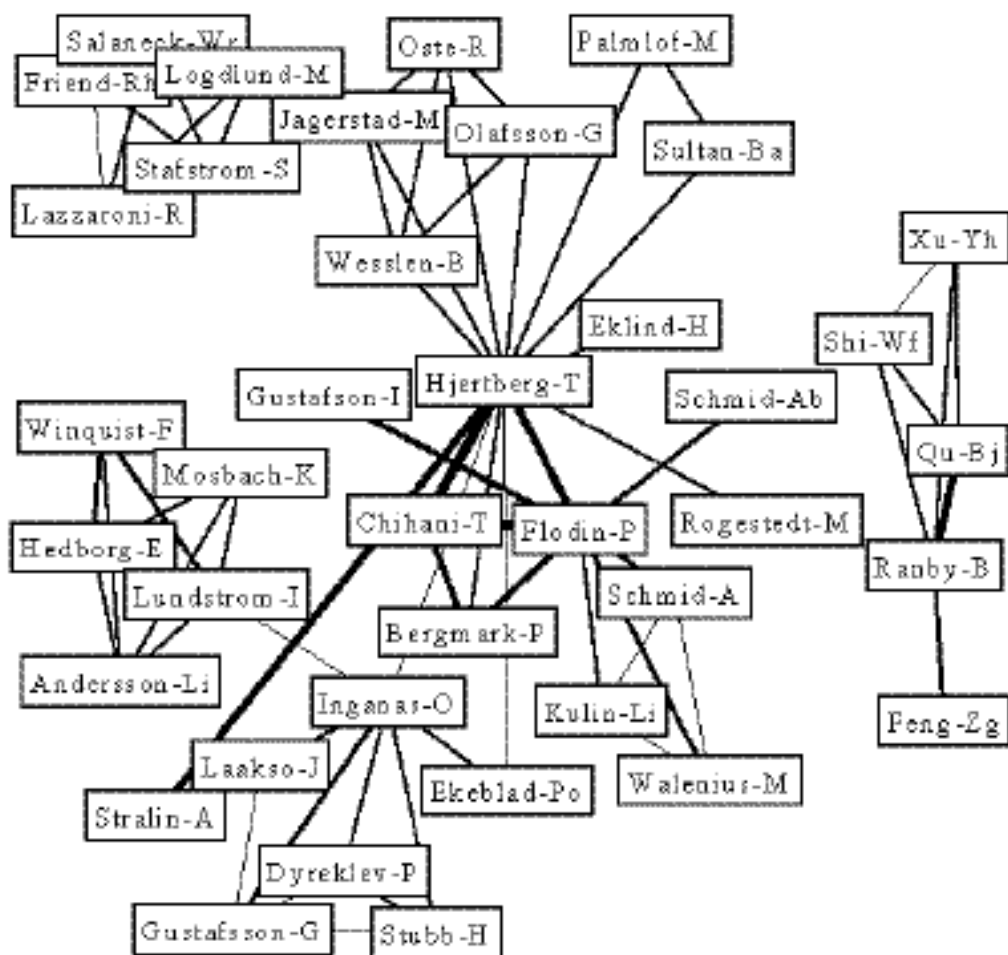 Salaneck-Wr
Oste-R
Palmlof-M
Friend-Rh
Logdlund-M
Jagerstad-M
Olafsson-G
Sultan-Ba
Stafstrom-S
Lazzaroni-R
Wesslen-B
Xu-Yh
Eklind-H
Shi-Wf
Hjertberg-T
Gustafson-I
Schmid-Ab
Winquist-F
Mosbach-K
Qu-Bj
Hedborg-E
Chihani-T
Flodin-P
Rogestedt-M
Ranby-B
Lundstrom-I
Schmid-A
Bergmark-P
Andersson-Li
Inganas-O
Kulin-Li
Feng-Zg
Laakso-J
Ekeblad-Po
Walenius-M
Stralin-A
Dyreklev-P
Gustafsson-G
Stubb-H